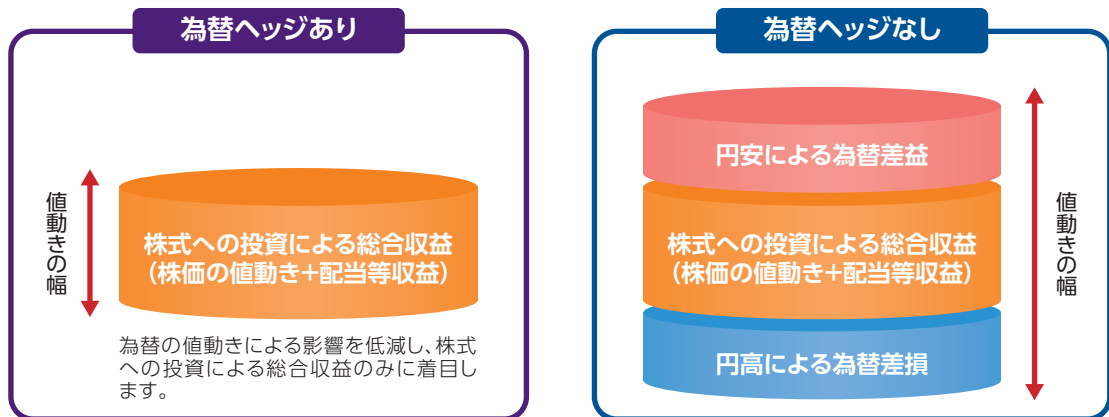 為替ヘッジあり
値動きの幅
株式への投資による総合収益
(株価の値動き+配当等収益)
為替の値動きによる影響を低減し、株式
への投資による総合収益のみに着目し
ます。
為替ヘッジなし
円安による為替差益
株式への投資による総合収益
(株価の値動き+配当等収益)
円高による為替差損
値動きの幅